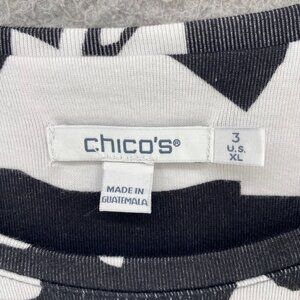 chico's®
3
U.S.
XL
MADE IN
GUATEMALA